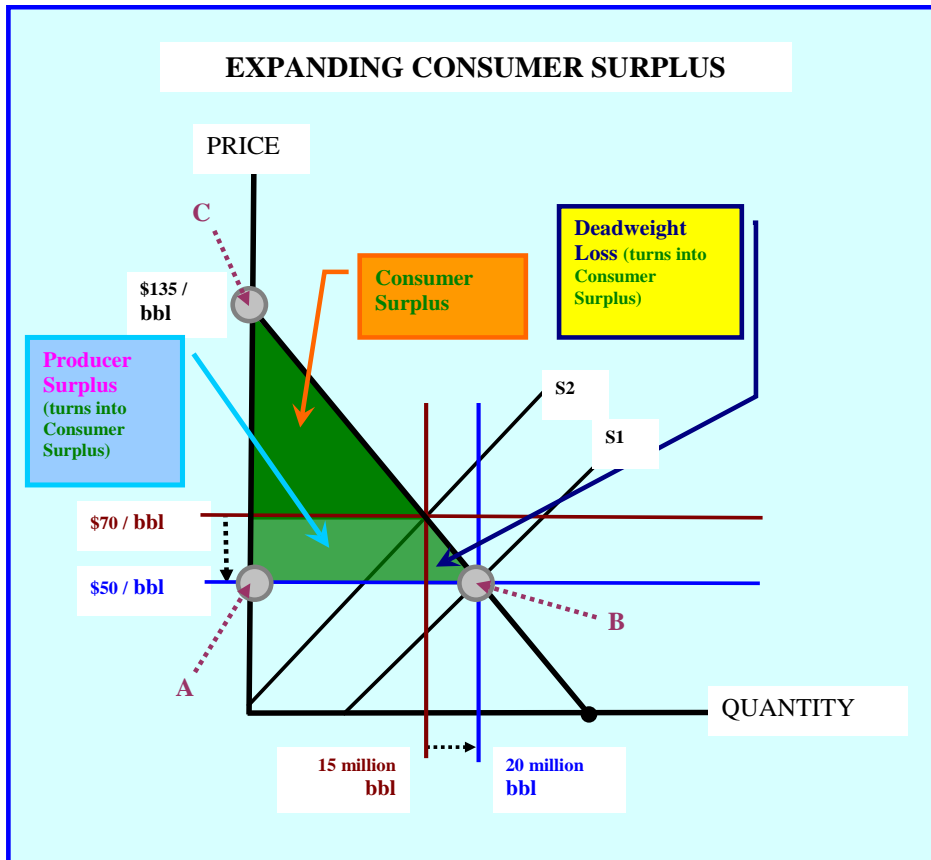 EXPANDING CONSUMER SURPLUS
PRICE
C
Deadweight
Loss (turns into
Consumer
Surplus)
Consumer
Surplus
$135 /
bbl
Producer
Surplus
(turns into
Consumer
Surplus)
S2
S1
$70 / bbl
$50 / bbl
B
A
QUANTITY
15 million
bbl
20 million
bbl